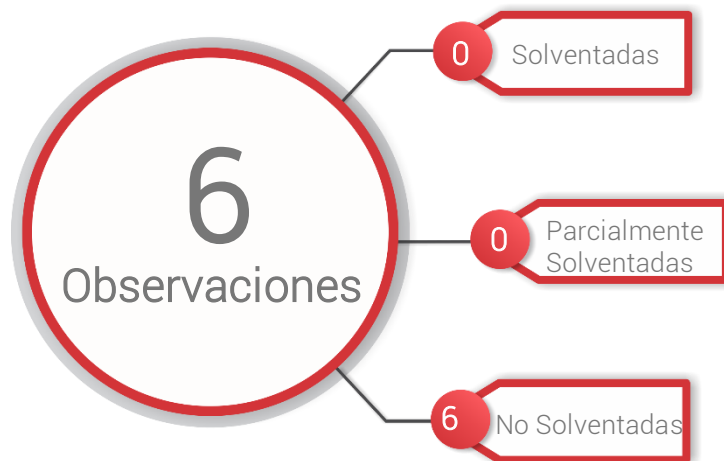 6
Observaciones
0
Solventadas
0
Parcialmente
Solventadas
6
No Solventadas